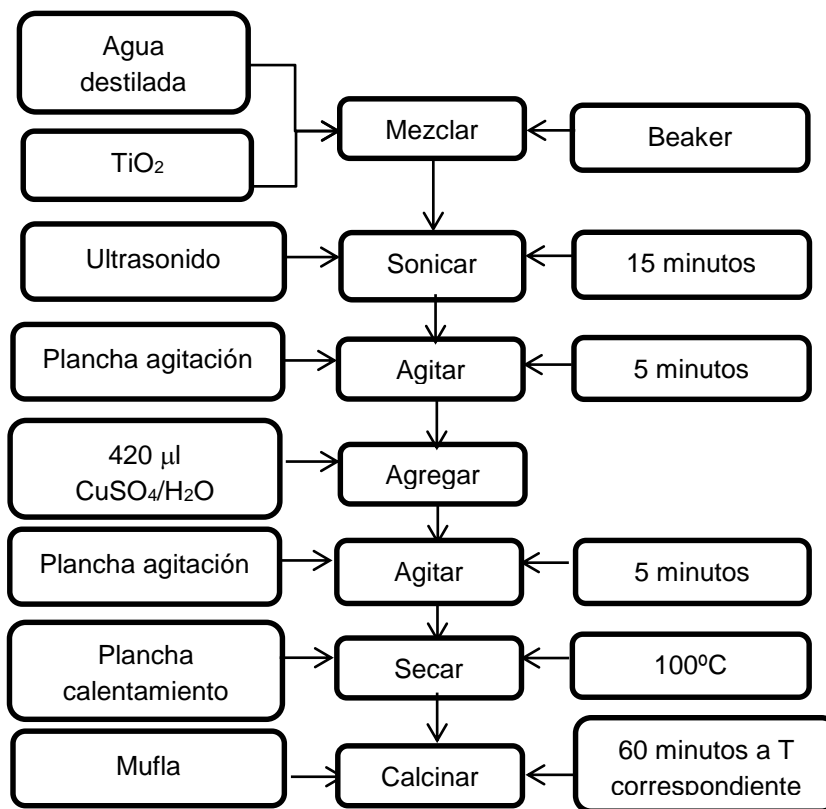 Agua
destilada
TiO₂
Mezclar
Beaker
Ultrasonido
Sonicar
15 minutos
Plancha agitación
Agitar
5 minutos
420 μl
CuSO₄/H₂O
Agregar
Plancha agitación
Agitar
5 minutos
Plancha
calentamiento
Secar
100ºC
Mufla
Calcinar
60 minutos a T
correspondiente